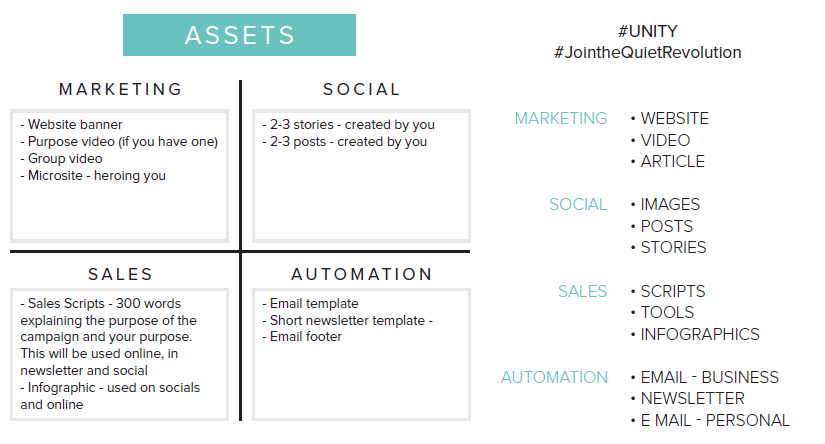 ASSETS
MARKETING
- Website banner
- Purpose video (if you have one)
- Group video
- Microsite - heroing you
SOCIAL
- 2-3 stories - created by you
- 2-3 posts - created by you
SALES
- Sales Scripts - 300 words
explaining the purpose of the
campaign and your purpose.
This will be used online, in
newsletter and social
- Infographic - used on socials
and online
AUTOMATION
- Email template
- Short newsletter template -
- Email footer
#UNITY
#JointheQuietRevolution
MARKETING • WEBSITE
• VIDEO
• ARTICLE
SOCIAL • IMAGES
• POSTS
• STORIES
SALES • SCRIPTS
• TOOLS
• INFOGRAPHICS
AUTOMATION • EMAIL - BUSINESS
• NEWSLETTER
• E MAIL - PERSONAL